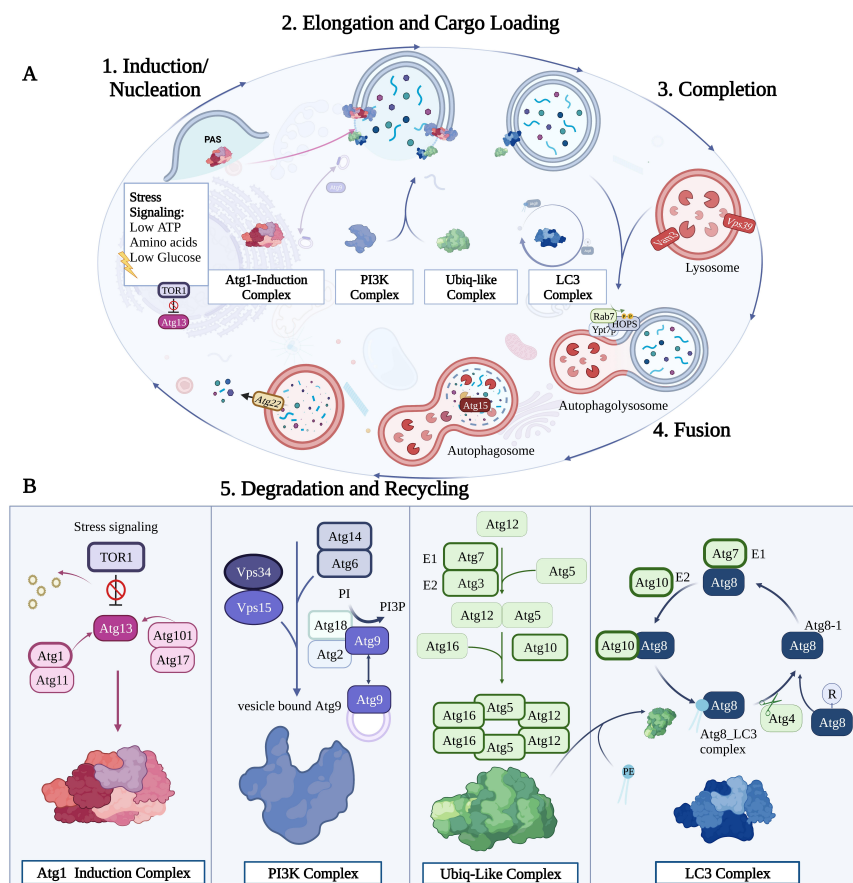 2. Elongation and Cargo Loading
A
1. Induction/
Nucleation
3. Completion
PAS
Stress
Signaling:
Low ATP
Amino acids
Low Glucose
TOR1
Atg13
Atg9
Atg1-Induction
Complex
PI3K
Complex
Ubiq-like
Complex
LC3
Complex
Vam3
Vps39
Lysosome
Rab7
Ypt7p
P P
HOPS
Autophagolysosome
4. Fusion
Atg22
Atg15
Autophagosome
B
5. Degradation and Recycling
Stress signaling
TOR1
Atg13
Atg1
Atg11
Atg101
Atg17
Atg1 Induction Complex
Atg14
Atg6
Vps34
Vps15
PI
PI3P
Atg18
Atg2
Atg9
Atg9
vesicle bound Atg9
PI3K Complex
Atg12
E1
Atg7
E2
Atg3
Atg5
Atg12
Atg5
Atg16
Atg10
Atg16
Atg5
Atg12
Atg16
Atg5
Atg12
Ubiq-Like Complex
Atg7
E1
Atg8
Atg10
E2
Atg10
Atg8
Atg8-1
Atg8
Atg8
Atg8_LC3
complex
Atg4
R
Atg8
PE
LC3 Complex